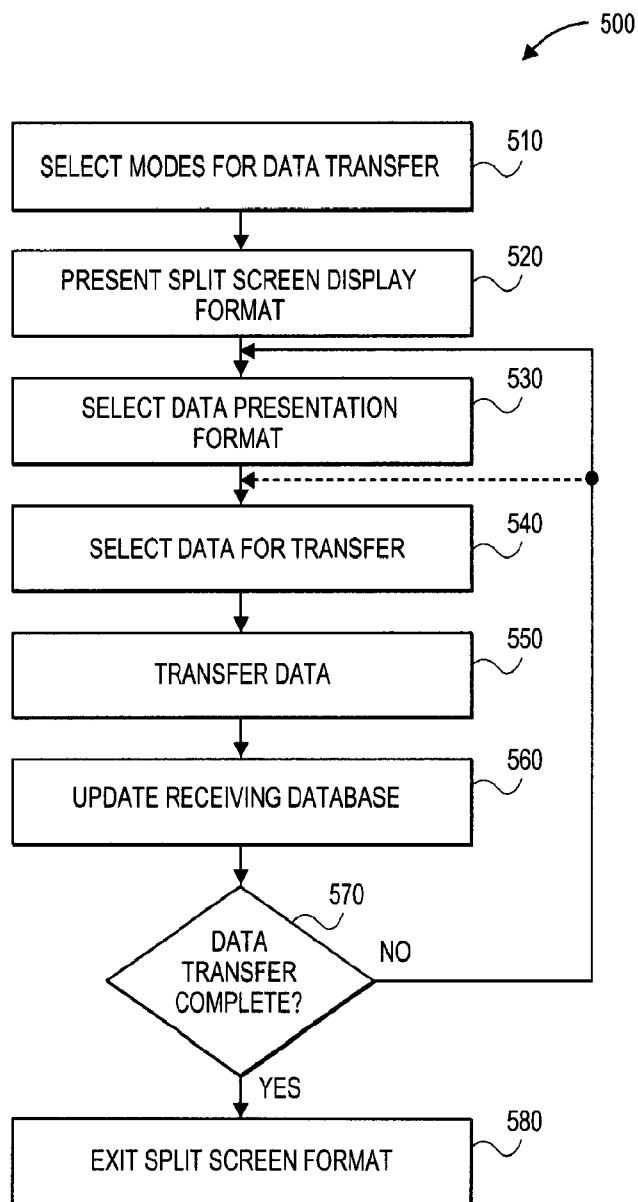 500
510
SELECT MODES FOR DATA TRANSFER
520
PRESENT SPLIT SCREEN DISPLAY
FORMAT
530
SELECT DATA PRESENTATION
FORMAT
540
SELECT DATA FOR TRANSFER
550
TRANSFER DATA
560
UPDATE RECEIVING DATABASE
570
DATA
TRANSFER
COMPLETE?
NO
YES
580
EXIT SPLIT SCREEN FORMAT